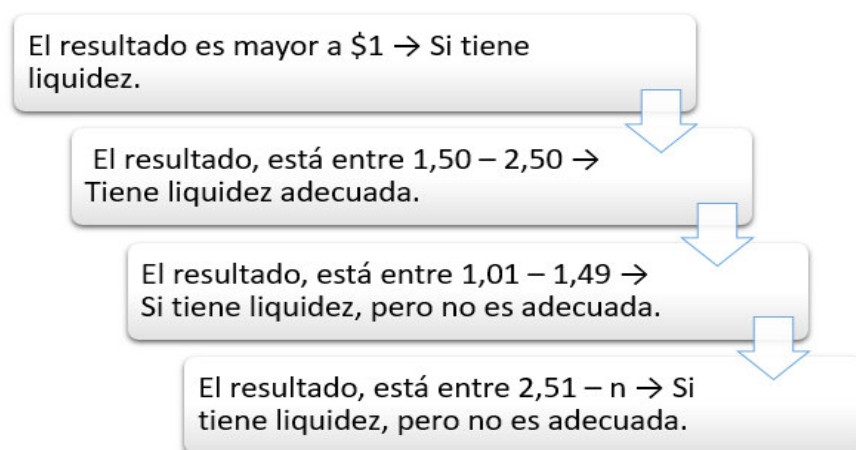 El resultado es mayor a $1 → Si tiene
liquidez.
El resultado, está entre 1,50 – 2,50 →
Tiene liquidez adecuada.
El resultado, está entre 1,01 – 1,49 →
Si tiene liquidez, pero no es adecuada.
El resultado, está entre 2,51 – n → Si
tiene liquidez, pero no es adecuada.